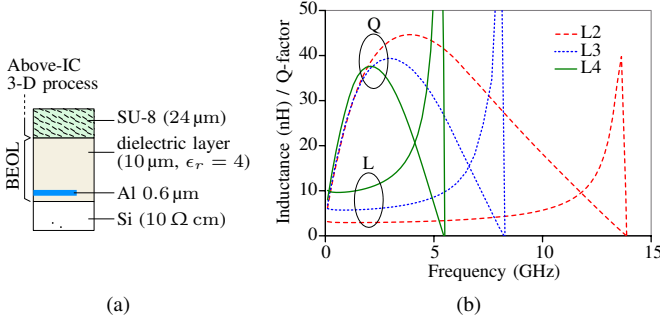 Above-IC
3-D process
BEOL
SU-8 (24 μm)
dielectric layer
(10 μm, ϵr = 4)
Al 0.6 μm
Si (10 Ω cm)
(a)
Inductance (nH) / Q-factor
50
40
30
20
10
0
0
5
10
15
Frequency (GHz)
Q
L
L2
L3
L4
(b)